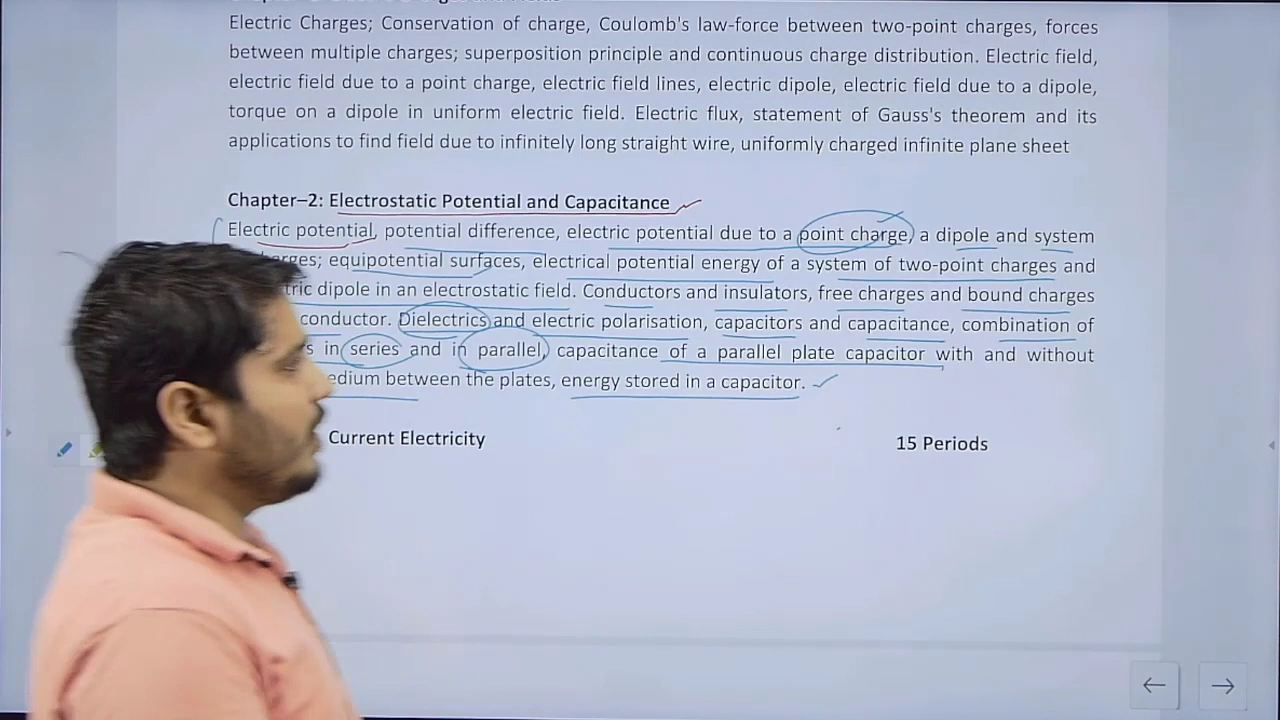 Electric Charges; Conservation of charge, Coulomb's law-force between two-point charges, forces
between multiple charges; superposition principle and continuous charge distribution. Electric field,
electric field due to a point charge, electric field lines, electric dipole, electric field due to a dipole,
torque on a dipole in uniform electric field. Electric flux, statement of Gauss's theorem and its
applications to find field due to infinitely long straight wire, uniformly charged infinite plane sheet
Chapter–2: Electrostatic Potential and Capacitance
Electric potential, potential difference, electric potential due to a point charge, a dipole and system
equipotential surfaces, electrical potential energy of a system of two-point charges and
dipole in an electrostatic field. Conductors and insulators, free charges and bound charges
conductor. Dielectrics and electric polarisation, capacitors and capacitance, combination of
in series and in parallel, capacitance of a parallel plate capacitor with and without
between the plates, energy stored in a capacitor.
Current Electricity 15 Periods